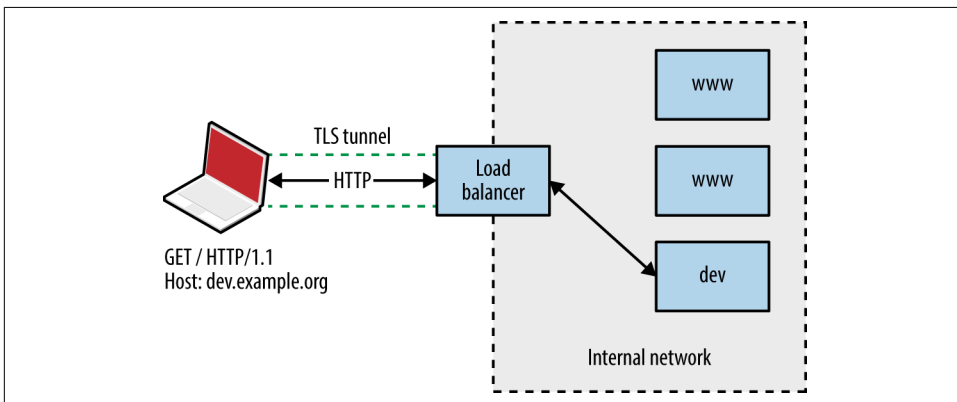 TLS tunnel
HTTP
GET / HTTP/1.1
Host: dev.example.org
Load
balancer
www
www
dev
Internal network